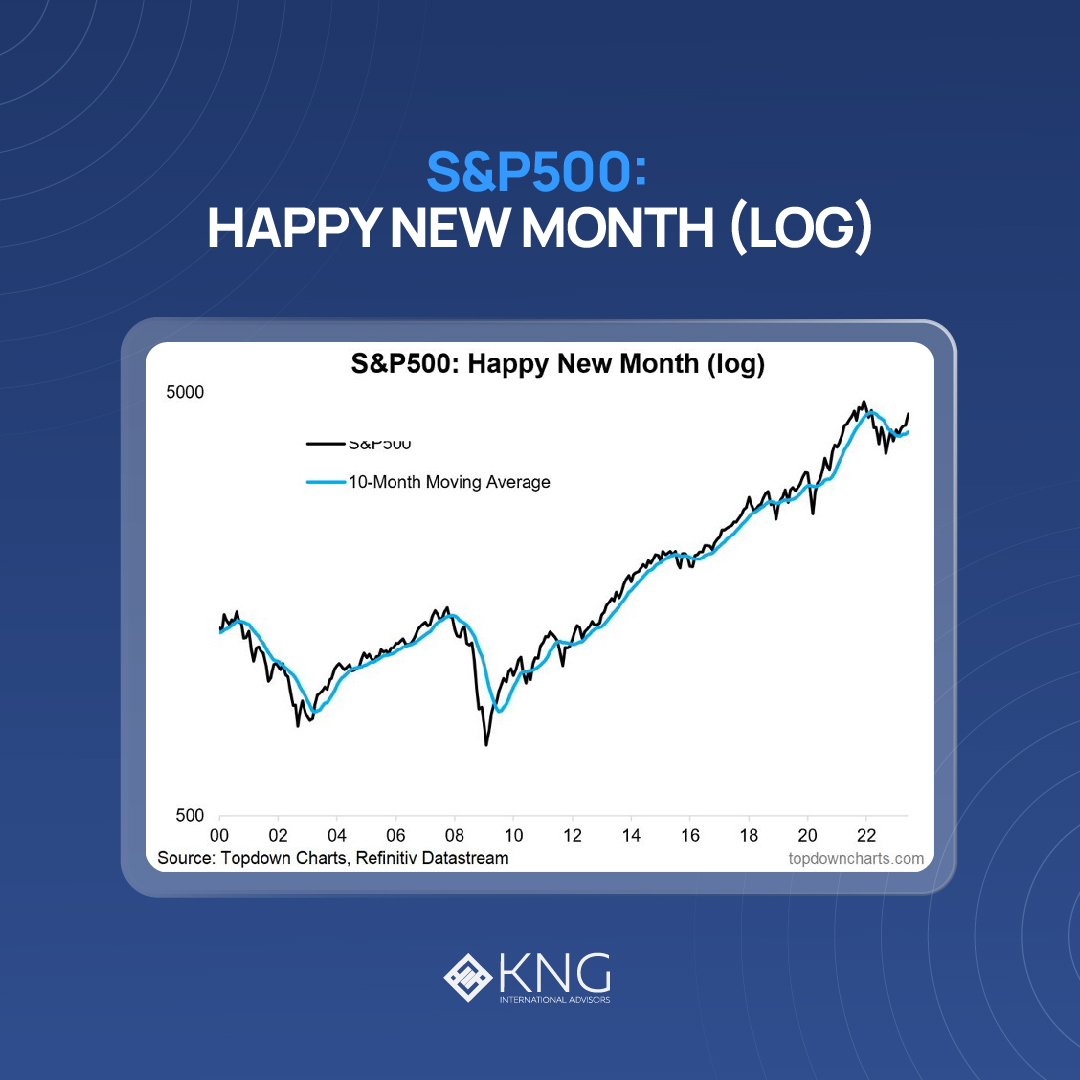 S&P500:
HAPPY NEW MONTH (LOG)
S&P500: Happy New Month (log)
5000
S&P500
10-Month Moving Average
500
00 02 04 06 08 10 12 14 16 18 20 22
Source: Topdown Charts, Refinitiv Datastream
topdowncharts.com
KNG
INTERNATIONAL ADVISORS